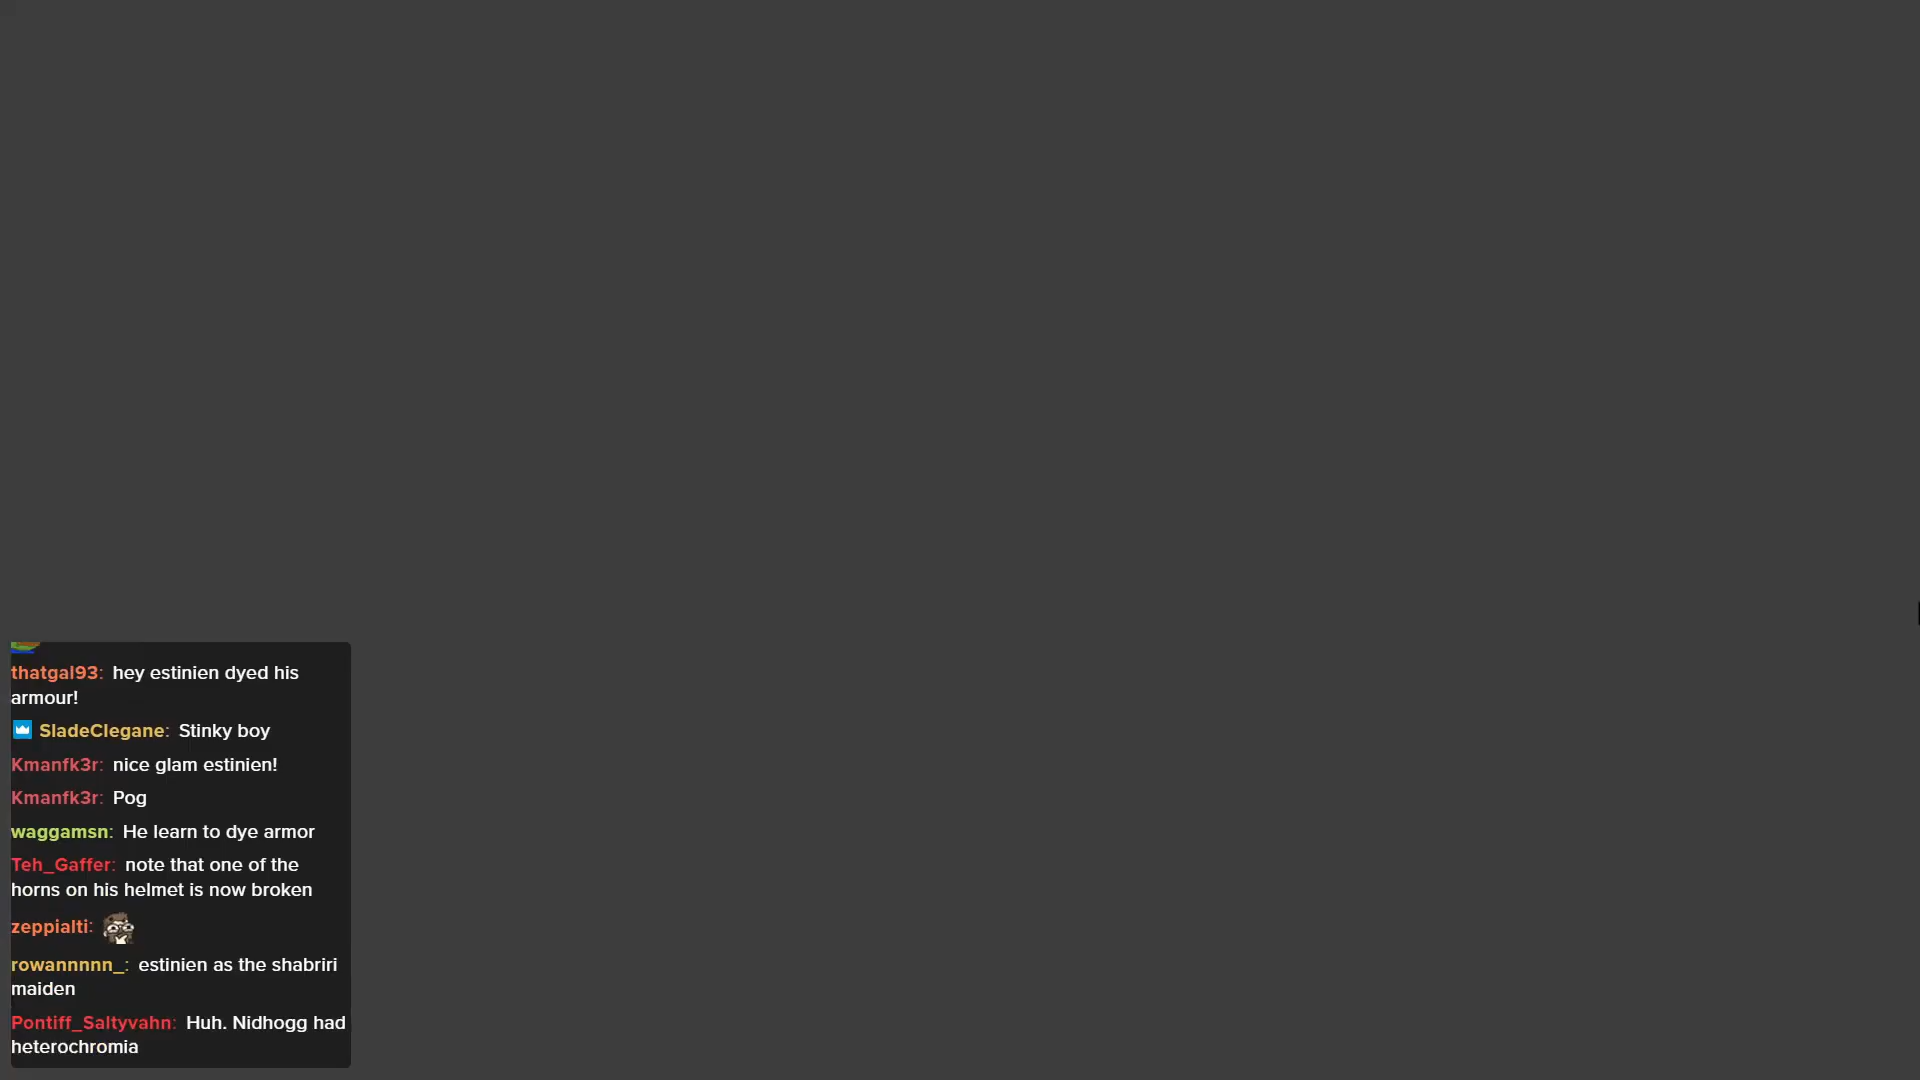 thatgal93: hey estinien dyed his
armour!
SladeClegane: Stinky boy
Kmanfk3r: nice glam estinien!
Kmanfk3r: Pog
waggamsn: He learn to dye armor
Teh_Gaffer: note that one of the
horns on his helmet is now broken
zeppialti:
rowannnnn_: estinien as the shabriri
maiden
Pontiff_Saltyvahn: Huh. Nidhogg had
heterochromia